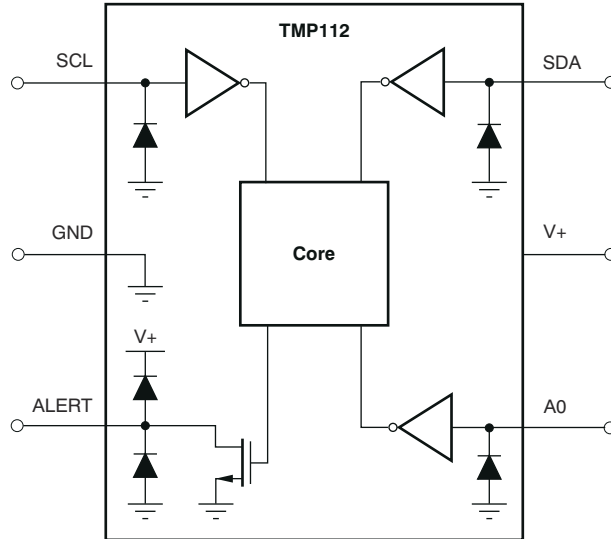 TMP112
SCL
SDA
GND
Core
V+
V+
ALERT
A0